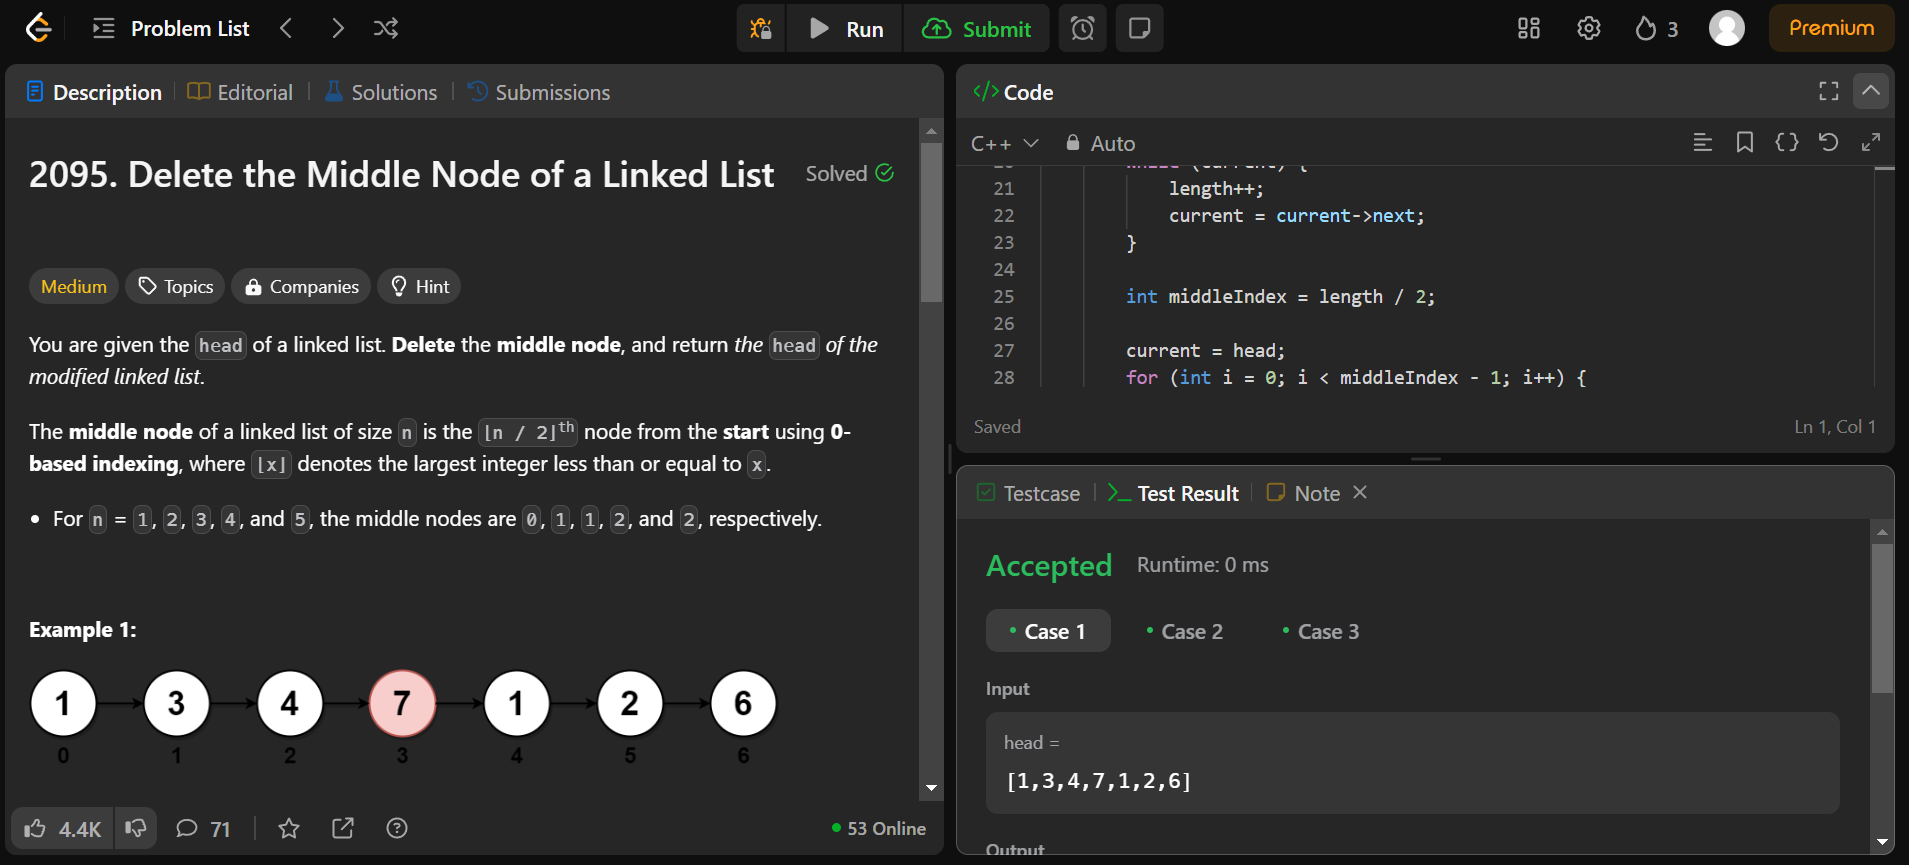 Problem List
Run
Submit
3
Premium
Description
Editorial
Solutions
Submissions
2095. Delete the Middle Node of a Linked List
Solved
Medium
Topics
Companies
Hint
You are given the head of a linked list. Delete the middle node, and return the head of the
modified linked list.
The middle node of a linked list of size n is the ⌊n / 2⌋th node from the start using 0-
based indexing, where ⌊x⌋ denotes the largest integer less than or equal to x.
• For n = 1, 2, 3, 4, and 5, the middle nodes are 0, 1, 1, 2, and 2, respectively.
Example 1:
1 3 4 7 1 2 6
0 1 2 3 4 5 6
4.4K
71
53 Online
</> Code
C++
Auto
20 while (current) {
21 length++;
22 current = current->next;
23 }
24
25 int middleIndex = length / 2;
26
27 current = head;
28 for (int i = 0; i < middleIndex - 1; i++) {
Saved
Ln 1, Col 1
Testcase
Test Result
Note
Accepted
Runtime: 0 ms
• Case 1
• Case 2
• Case 3
Input
head =
[1,3,4,7,1,2,6]
Output